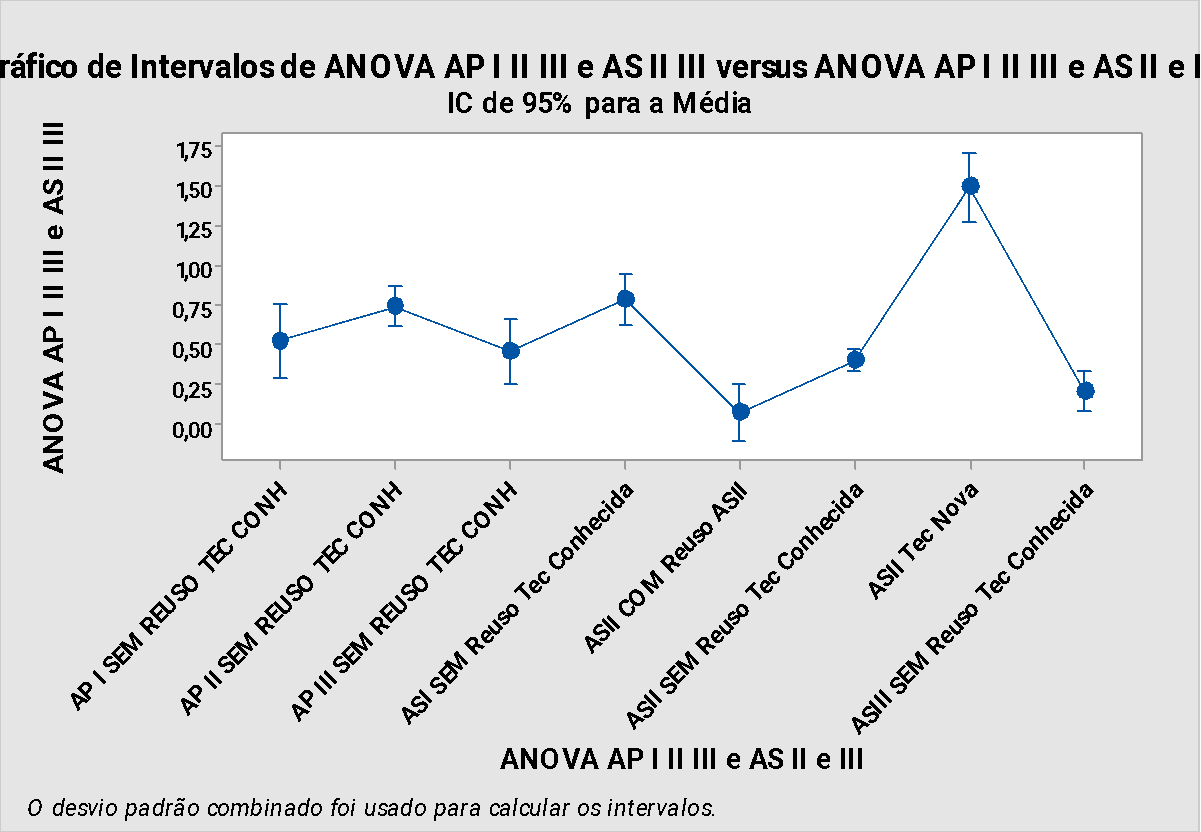 ráfico de Intervalos de ANOVA AP I II III e AS II III versus ANOVA AP I II III e AS II e I
IC de 95% para a Média
ANOVA AP I II III e AS II III
1,75
1,50
1,25
1,00
0,75
0,50
0,25
0,00
AP I SEM REUSO TEC CONH
AP II SEM REUSO TEC CONH
AP III SEM REUSO TEC CONH
ASI SEM Reuso Tec Conhecida
ASII COM Reuso ASII
ASII SEM Reuso Tec Conhecida
ASII Tec Nova
ASIII SEM Reuso Tec Conhecida
ANOVA AP I II III e AS II e III
O desvio padrão combinado foi usado para calcular os intervalos.